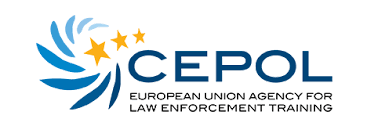 CEPOL
EUROPEAN UNION AGENCY FOR
LAW ENFORCEMENT TRAINING